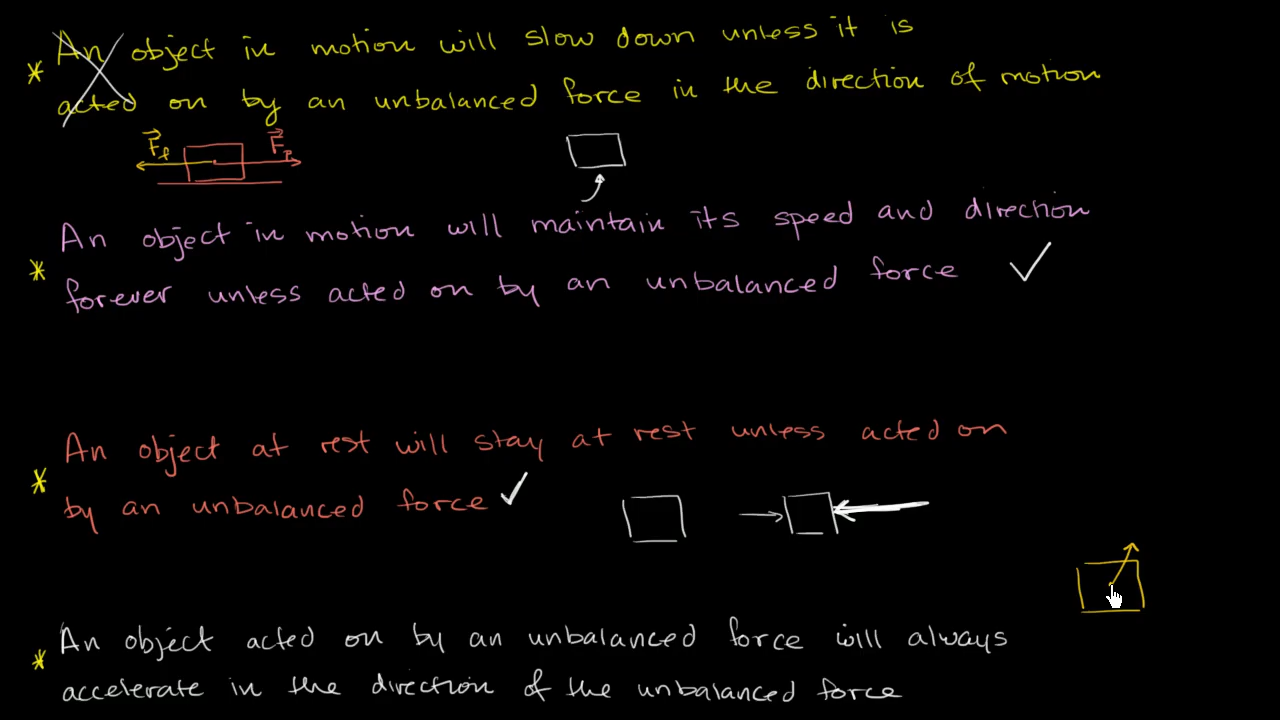 * An object in motion will slow down unless it is
acted on by an unbalanced force in the direction of motion
F⃗f F⃗p
An object in motion will maintain its speed and direction
* forever unless acted on by an unbalanced force ✓
An object at rest will stay at rest unless acted on
* by an unbalanced force ✓
An object acted on by an unbalanced force will always
* accelerate in the direction of the unbalanced force